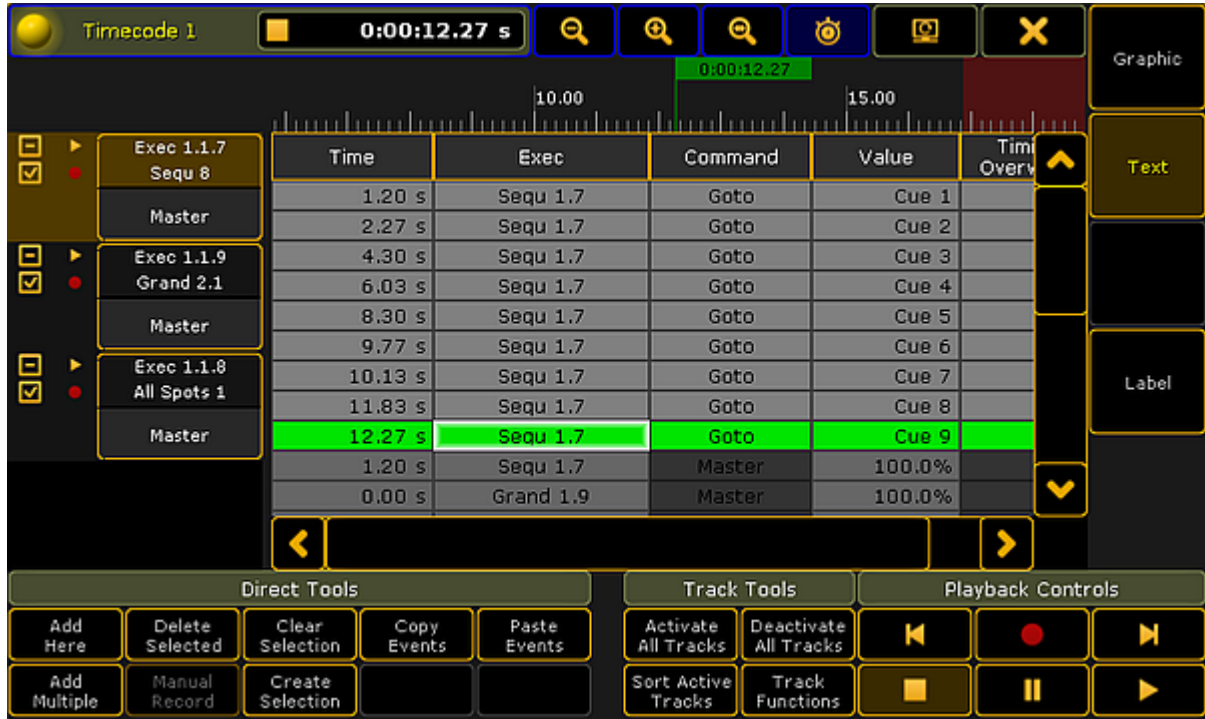 Timecode 1
0:00:12.27 s
Graphic
0:00:12.27
10.00
15.00
Exec 1.1.7
Sequ 8
Master
Exec 1.1.9
Grand 2.1
Master
Exec 1.1.8
All Spots 1
Master
Time Exec Command Value
1.20 s Sequ 1.7 Goto Cue 1
2.27 s Sequ 1.7 Goto Cue 2
4.30 s Sequ 1.7 Goto Cue 3
6.03 s Sequ 1.7 Goto Cue 4
8.30 s Sequ 1.7 Goto Cue 5
9.77 s Sequ 1.7 Goto Cue 6
10.13 s Sequ 1.7 Goto Cue 7
11.83 s Sequ 1.7 Goto Cue 8
12.27 s Sequ 1.7 Goto Cue 9
1.20 s Sequ 1.7 Master 100.0%
0.00 s Grand 1.9 Master 100.0%
Text
Label
Direct Tools
Add
Here
Delete
Selected
Clear
Selection
Copy
Events
Paste
Events
Add
Multiple
Manual
Record
Create
Selection
Track Tools
Activate
All Tracks
Deactivate
All Tracks
Sort Active
Tracks
Track
Functions
Playback Controls